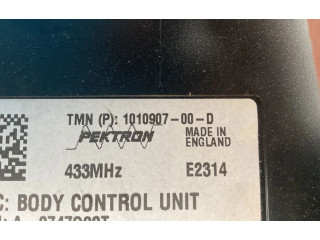 TMN (P): 1010907-00-D
PEKTRON
MADE IN
ENGLAND
433MHz
E2314
C: BODY CONTROL UNIT